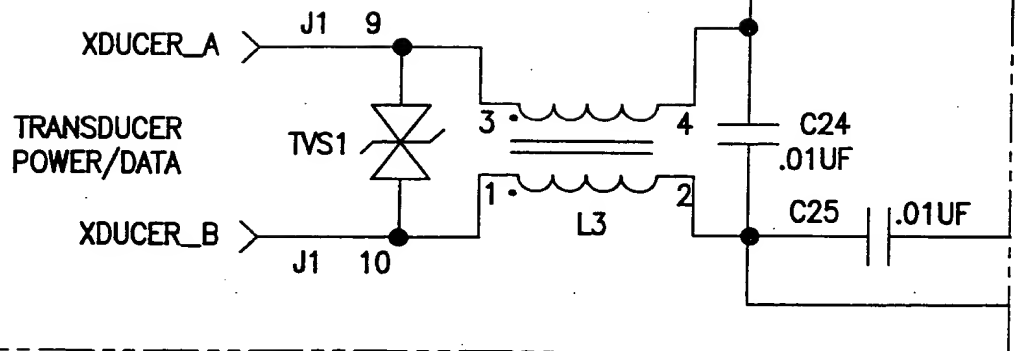 J1 9
XDUCER_A
TRANSDUCER
POWER/DATA
TVS1
3
4
C24
.01UF
1
2
L3
C25
.01UF
XDUCER_B
J1 10